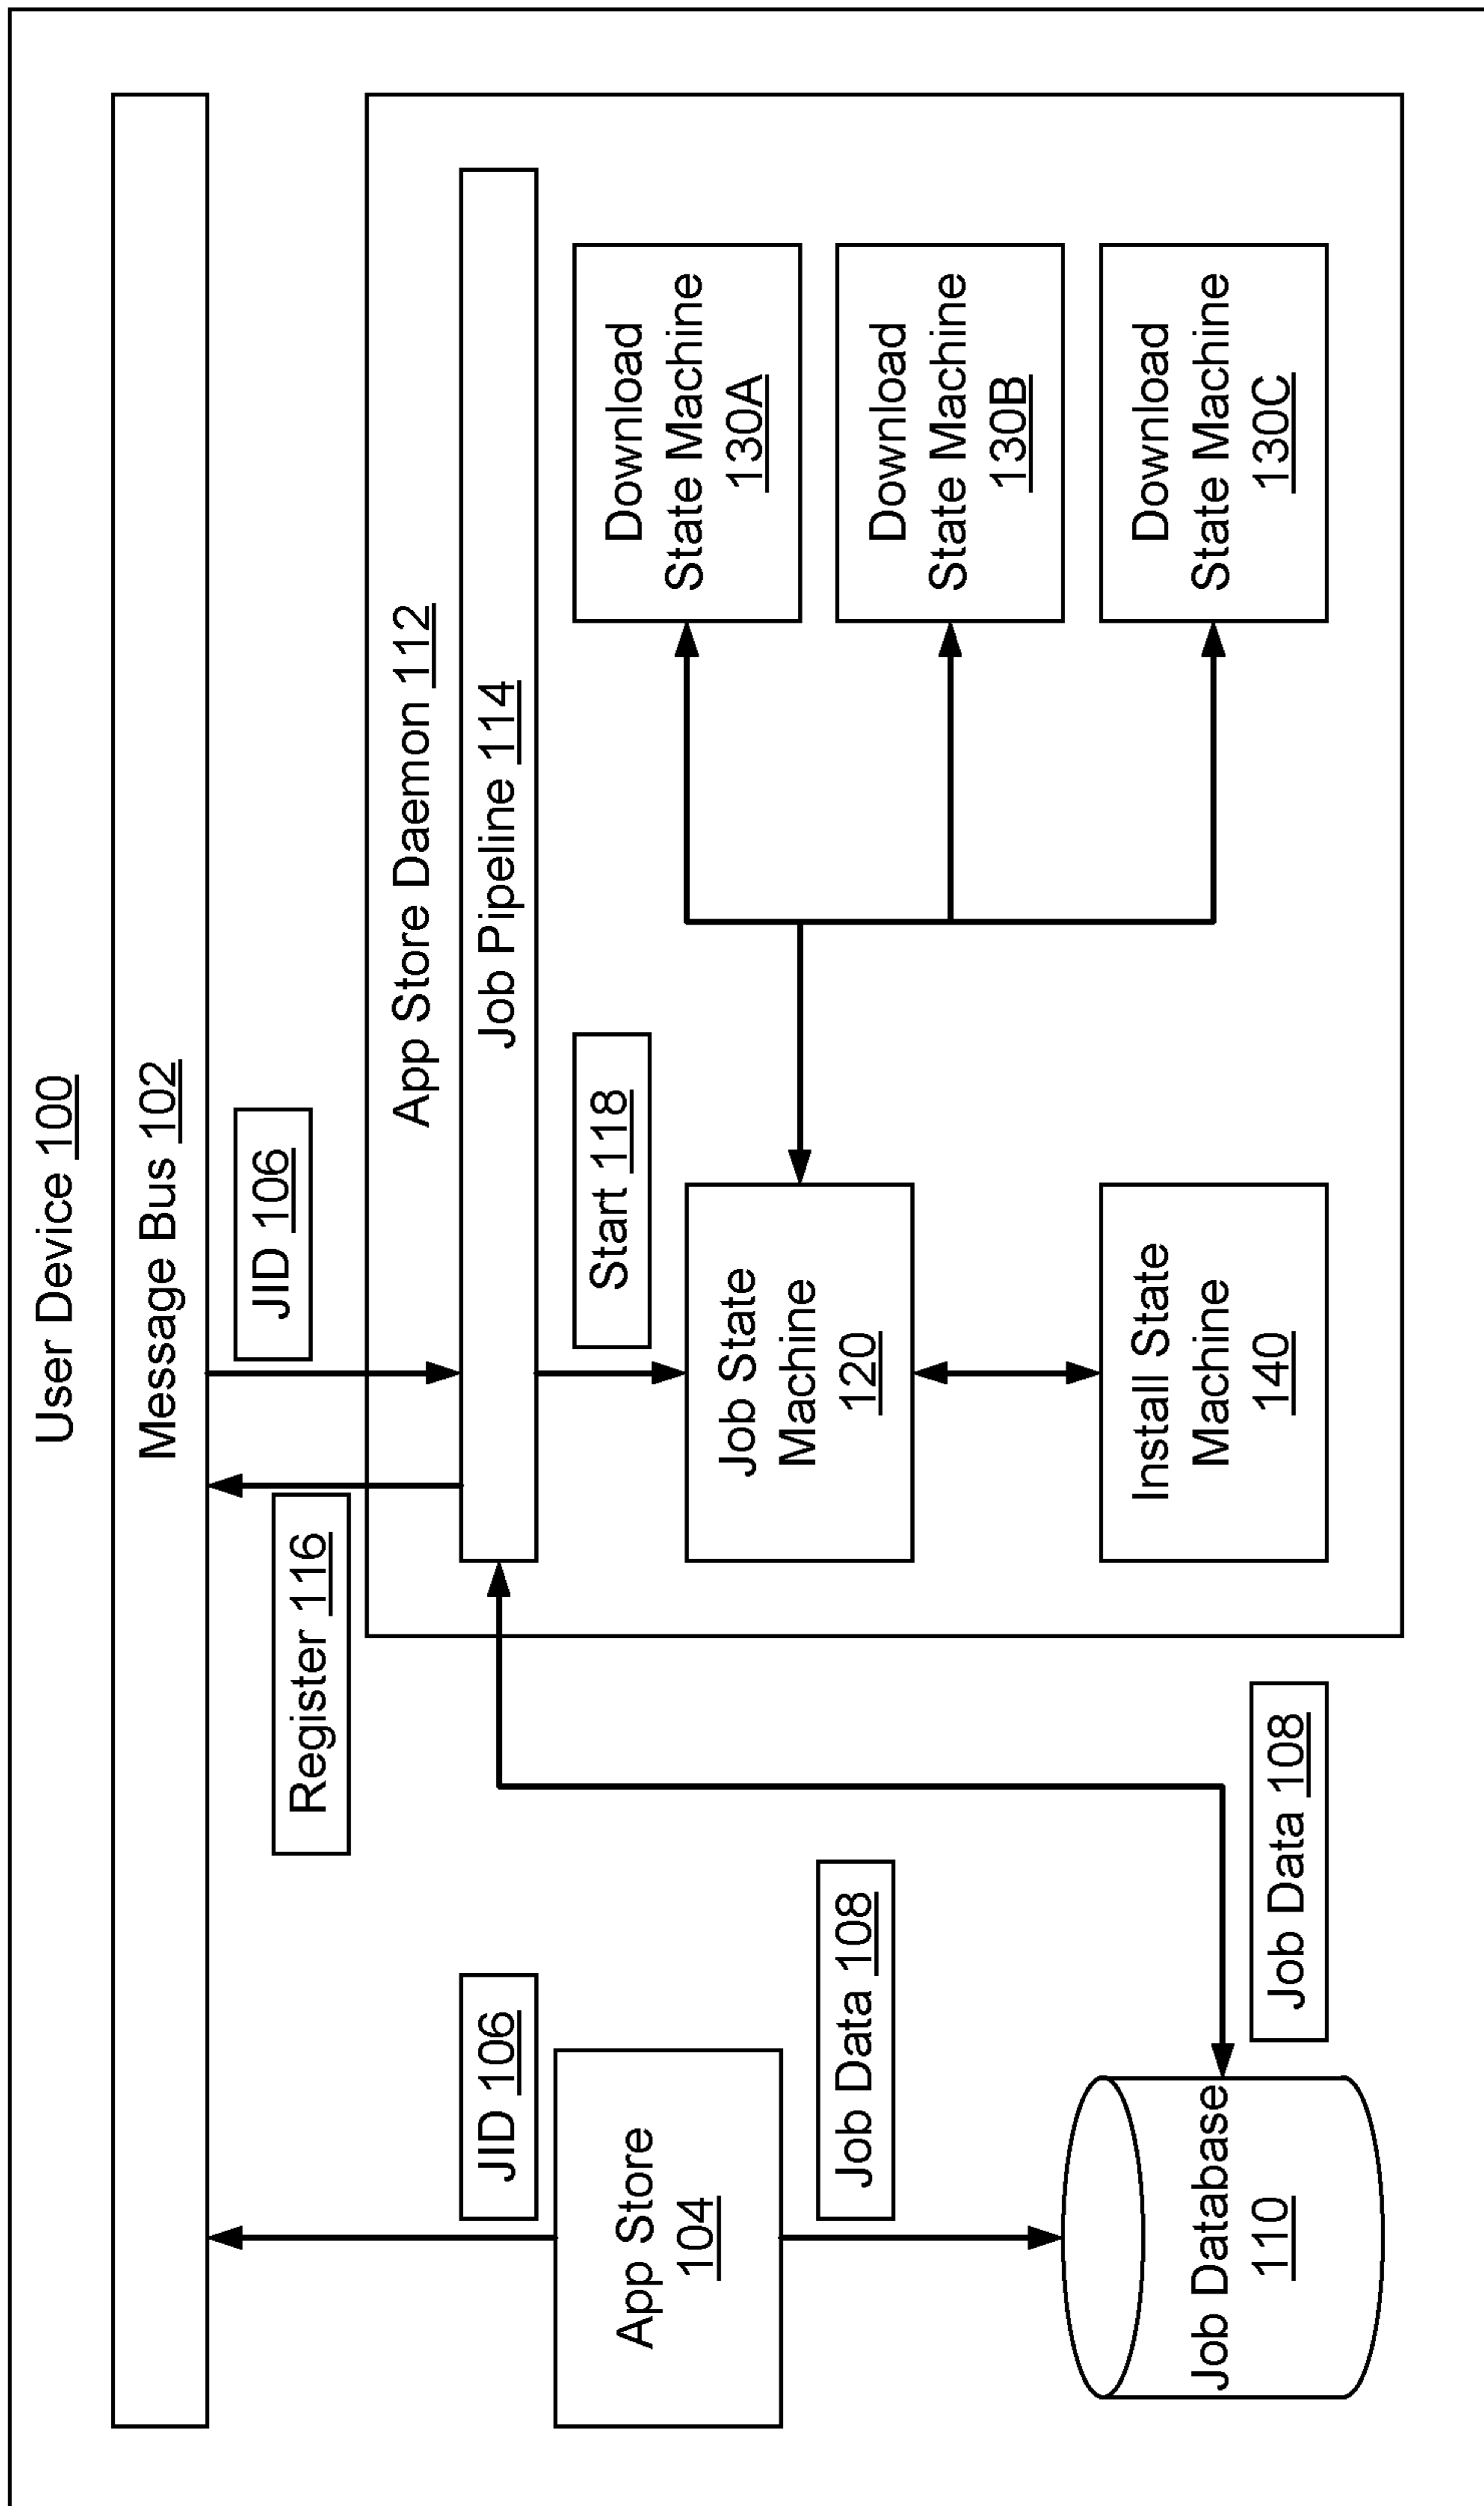 User Device 100
Message Bus 102
JID 106
Register 116
JID 106
App Store Daemon 112
Job Pipeline 114
App Store
104
Start 118
Job State
Machine
120
Download
State Machine
130A
Download
State Machine
130B
Download
State Machine
130C
Job Data 108
Job Database
110
Job Data 108
Install State
Machine
140